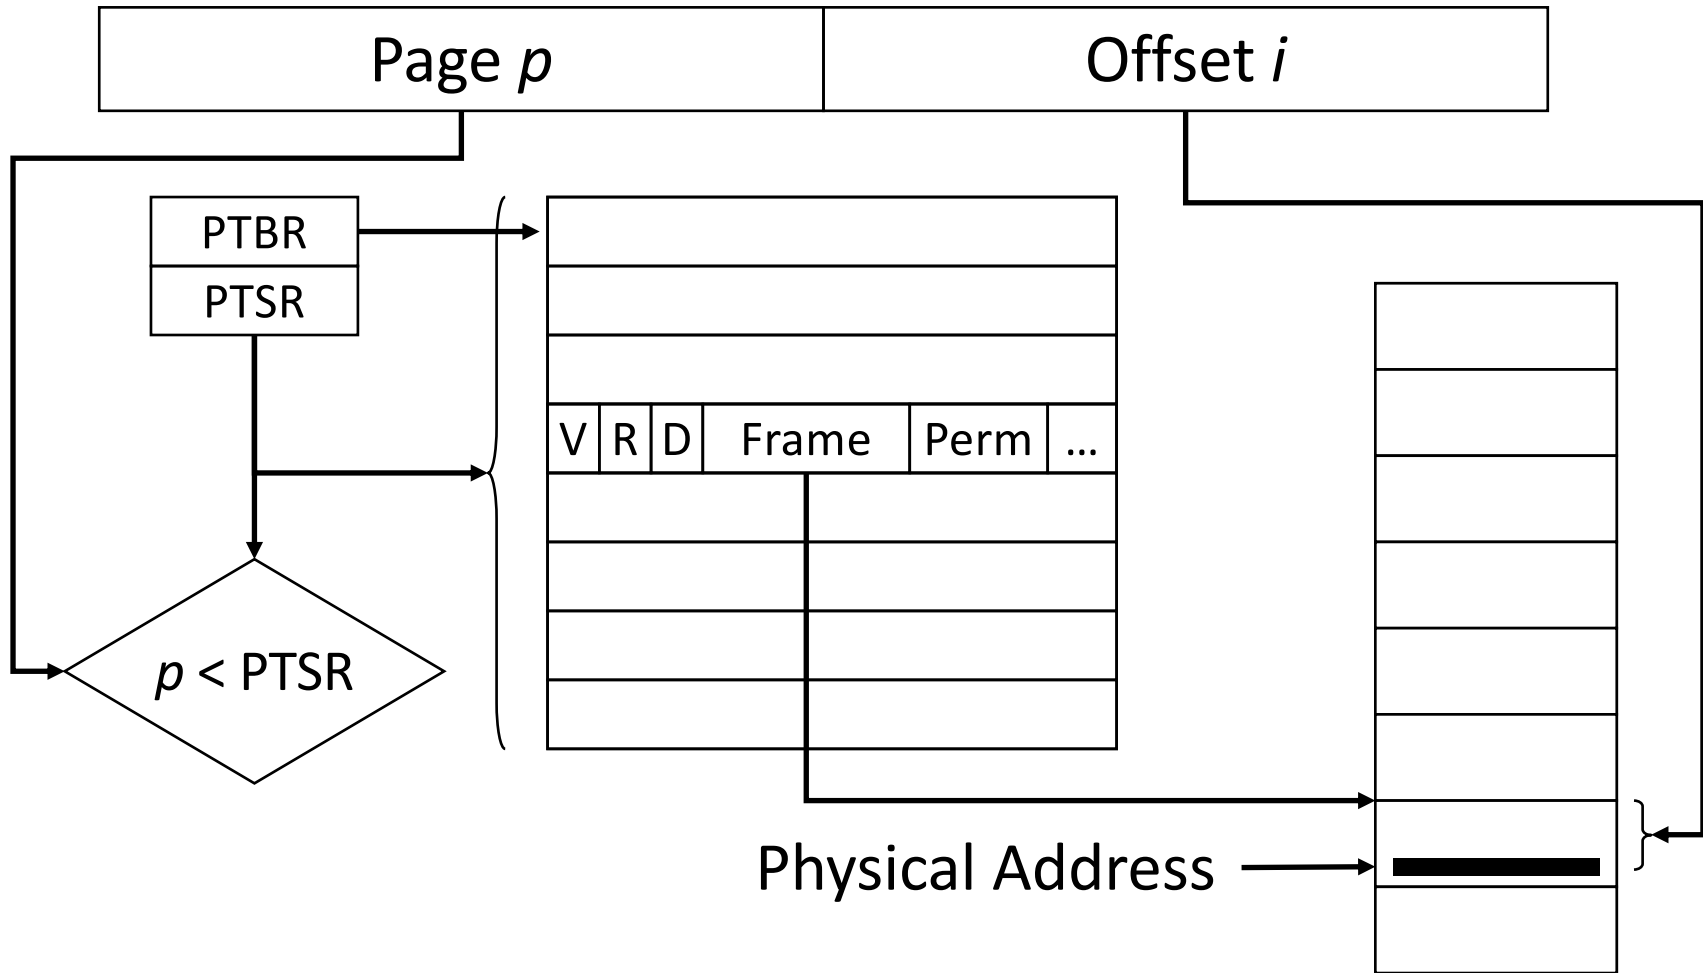 Page p
Offset i
PTBR
PTSR
V R D Frame Perm ...
p < PTSR
Physical Address